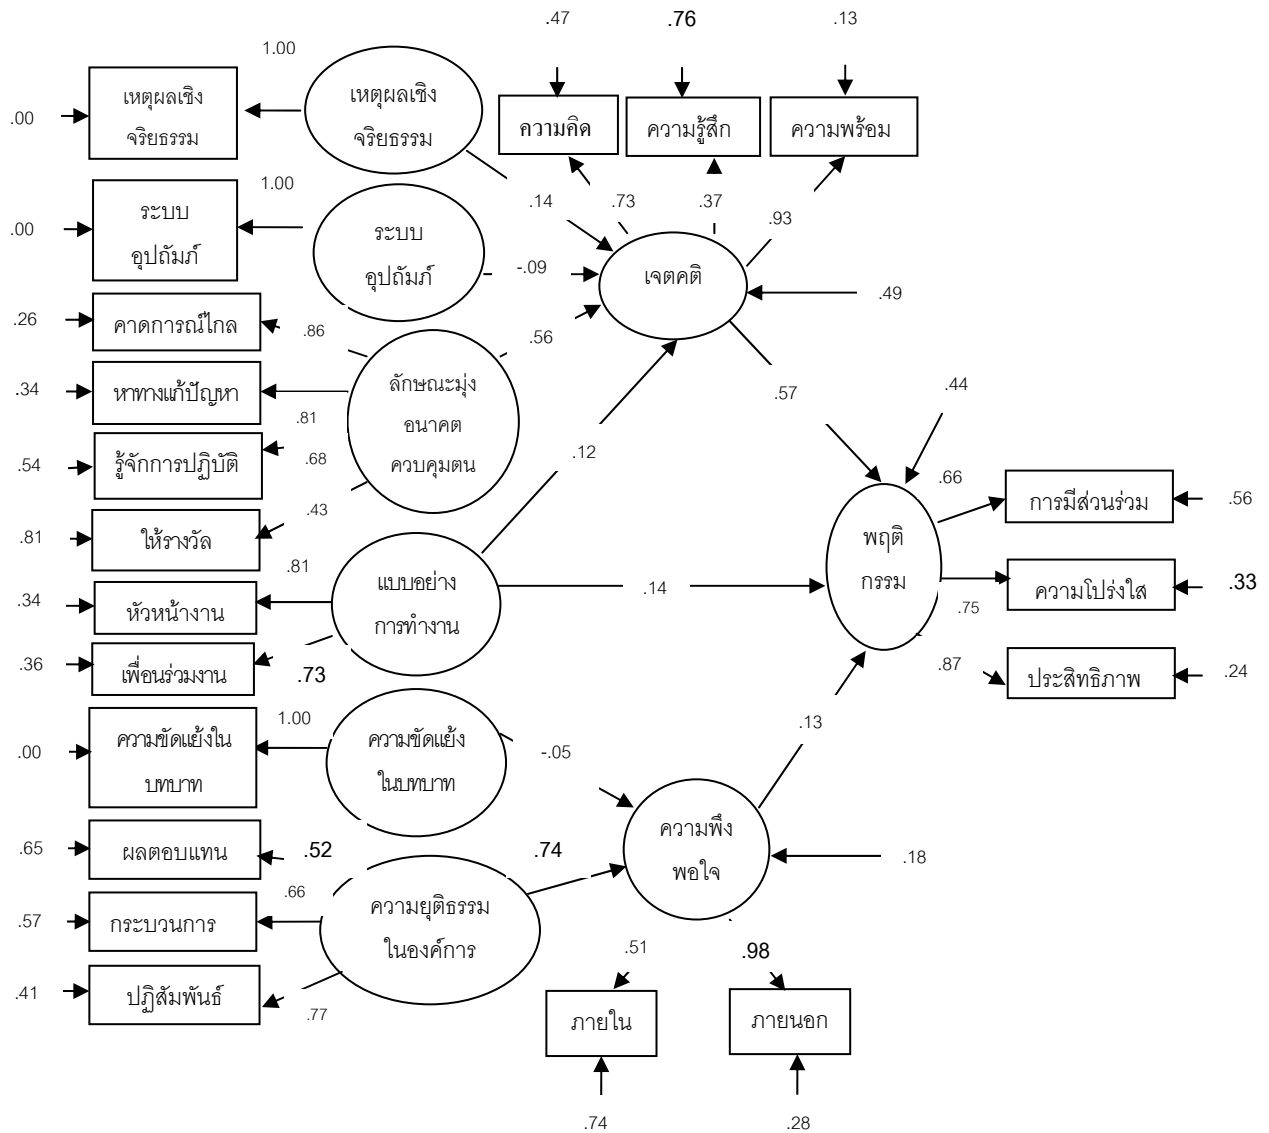 .47
.76
.13
1.00
เหตุผลเชิง
จริยธรรม
.00
เหตุผลเชิง
จริยธรรม
ความคิด
ความรู้สึก
ความพร้อม
1.00
.14
.73
.37
.93
ระบบ
อุปถัมภ์
.00
ระบบ
อุปถัมภ์
-.09
เจตคติ
.49
.26
คาดการณ์ไกล
.86
.56
.34
หาทางแก้ปัญหา
ลักษณะมุ่ง
อนาคต
ควบคุมตน
.57
.44
.81
.54
รู้จักการปฏิบัติ
.68
.12
.43
.66
การมีส่วนร่วม
.56
.81
ให้รางวัล
.81
แบบอย่าง
การทำงาน
.14
พฤติ
กรรม
ความโปร่งใส
.33
.34
หัวหน้างาน
.75
.36
เพื่อนร่วมงาน
.73
.87
ประสิทธิภาพ
.24
1.00
.00
ความขัดแย้งใน
บทบาท
ความขัดแย้ง
ในบทบาท
-.05
.13
ความพึง
พอใจ
.18
.65
ผลตอบแทน
.52
.74
.66
.57
กระบวนการ
ความยุติธรรม
ในองค์การ
.51
.98
.41
ปฏิสัมพันธ์
.77
ภายใน
ภายนอก
.74
.28